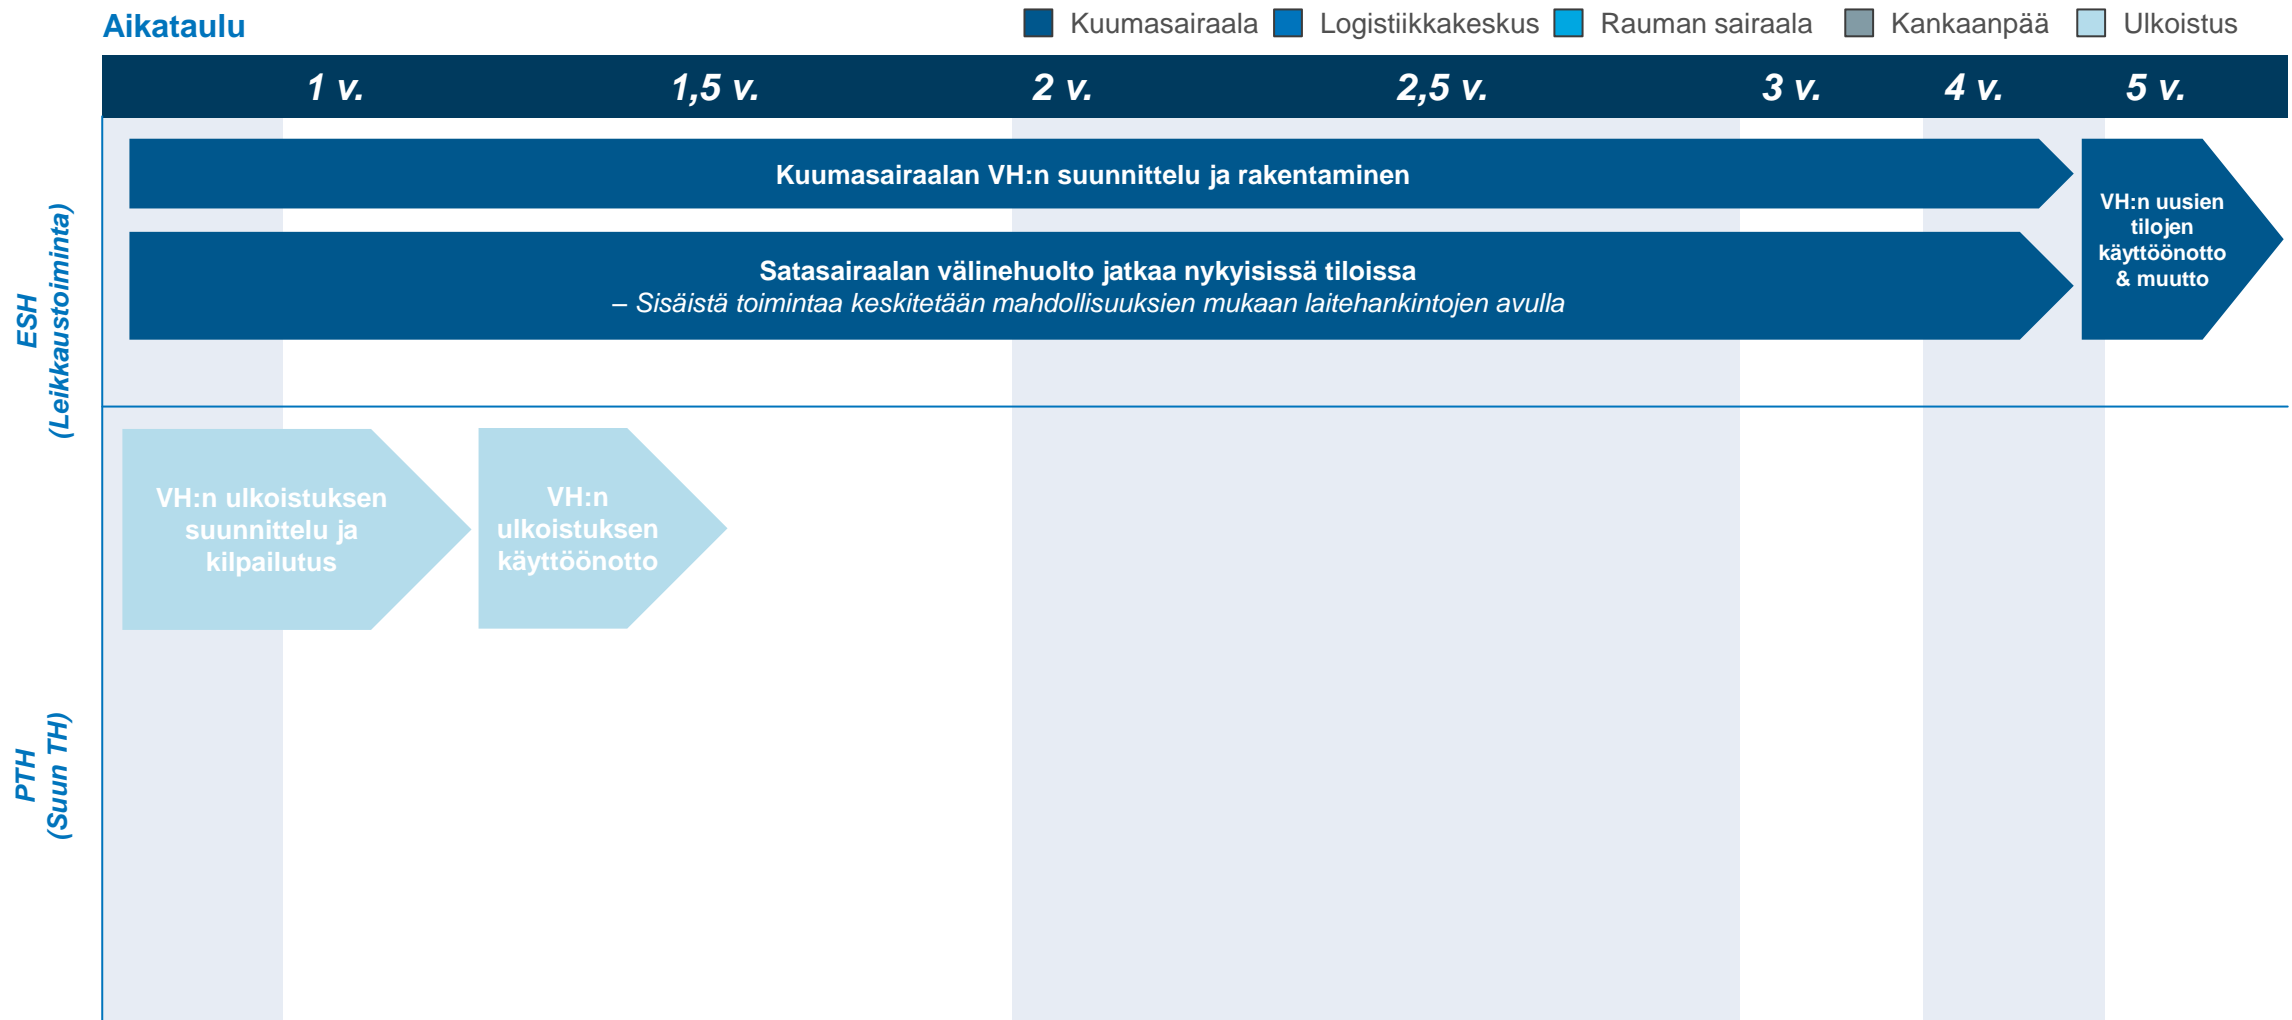 Aikataulu
Kuumasairaala
Logistiikkakeskus
Rauman sairaala
Kankaanpää
Ulkoistus
1 v.
1,5 v.
2 v.
2,5 v.
3 v.
4 v.
5 v.
ESH
(Leikkaustoiminta)
Kuumasairaalan VH:n suunnittelu ja rakentaminen
Satasairaalan välinehuolto jatkaa nykyisissä tiloissa
– Sisäistä toimintaa keskitetään mahdollisuuksien mukaan laitehankintojen avulla
VH:n uusien
tilojen
käyttöönotto
& muutto
PTH
(Suun TH)
VH:n ulkoistuksen
suunnittelu ja
kilpailutus
VH:n
ulkoistuksen
käyttöönotto